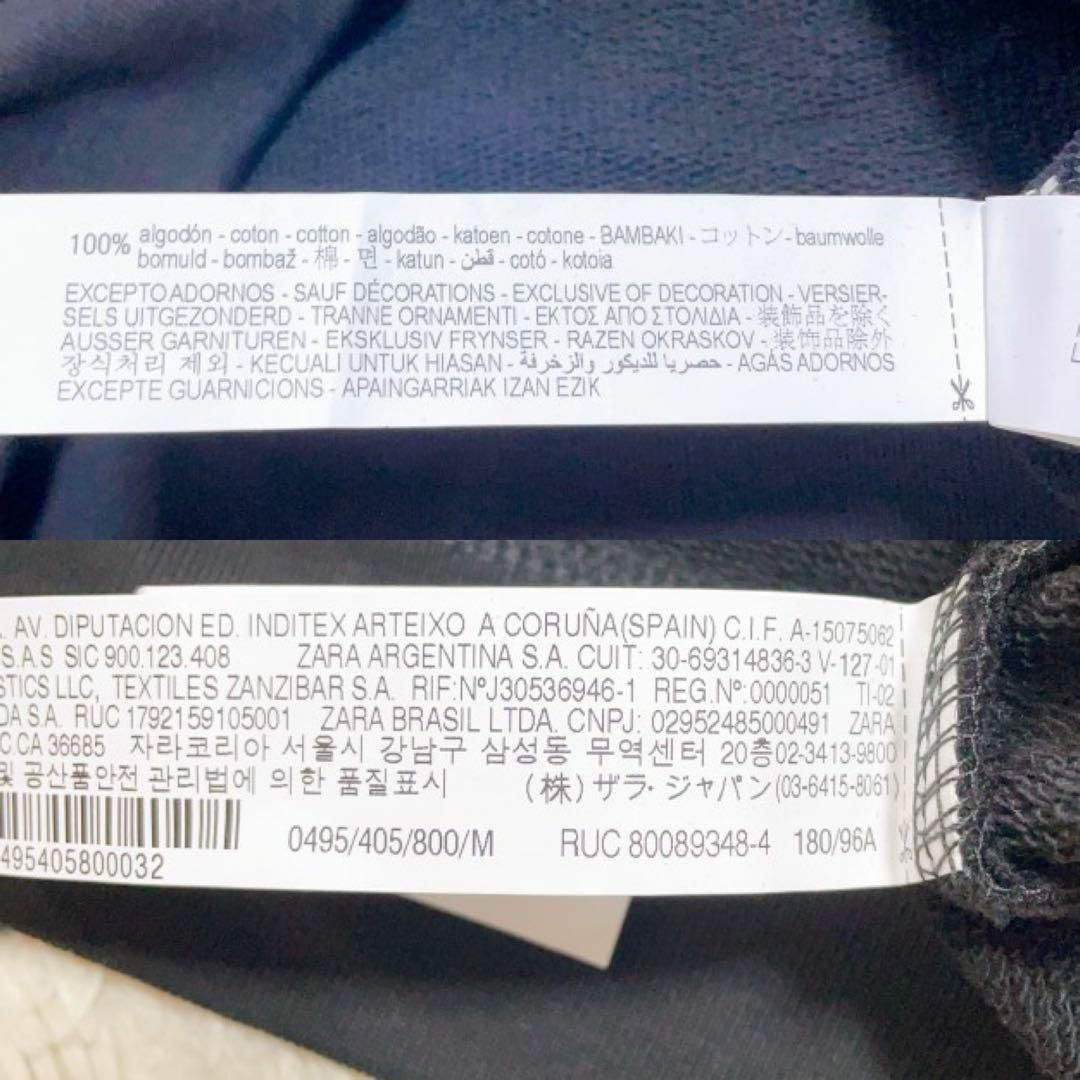 100% algodón - coton - cotton - algodão - katoen - cotone - BAMBAKI - コットン - baumwolle
bomuld - bombaž - 棉 - 면 - katun - قطن - cotó - kotoia
EXCEPTO ADORNOS - SAUF DÉCORATIONS - EXCLUSIVE OF DECORATION - VERSIER-
SELS UITGEZONDERD - TRANNE ORNAMENTI - ΕΚΤΟΣ ΑΠΟ ΣΤΟΛΙΔΙΑ - 装飾品を除く
AUSSER GARNITUREN - EKSKLUSIV FRYNSER - RAZEN OKRASKOV - 装饰品除外
장식처리 제외 - KECUALI UNTUK HIASAN - حصريا للديكور والزخرفة - AGÁS ADORNOS
EXCEPTE GUARNICIONS - APAINGARRIAK IZAN EZIK
. AV. DIPUTACION ED. INDITEX ARTEIXO A CORUÑA(SPAIN) C.I.F. A-15075062
S.A.S SIC 900.123.408 ZARA ARGENTINA S.A. CUIT: 30-69314836-3 V-127-01
STICS LLC, TEXTILES ZANZIBAR S.A. RIF:NºJ30536946-1 REG.Nº:0000051 TI-02
DA S.A. RUC 1792159105001 ZARA BRASIL LTDA. CNPJ: 02952485000491 ZARA
C CA 36685 자라코리아 서울시 강남구 삼성동 무역센터 20층02-3413-9800
및 공산품안전 관리법에 의한 품질표시 (株) ザラ・ジャパン(03-6415-8061)
495405800032 0495/405/800/M RUC 80089348-4 180/96A